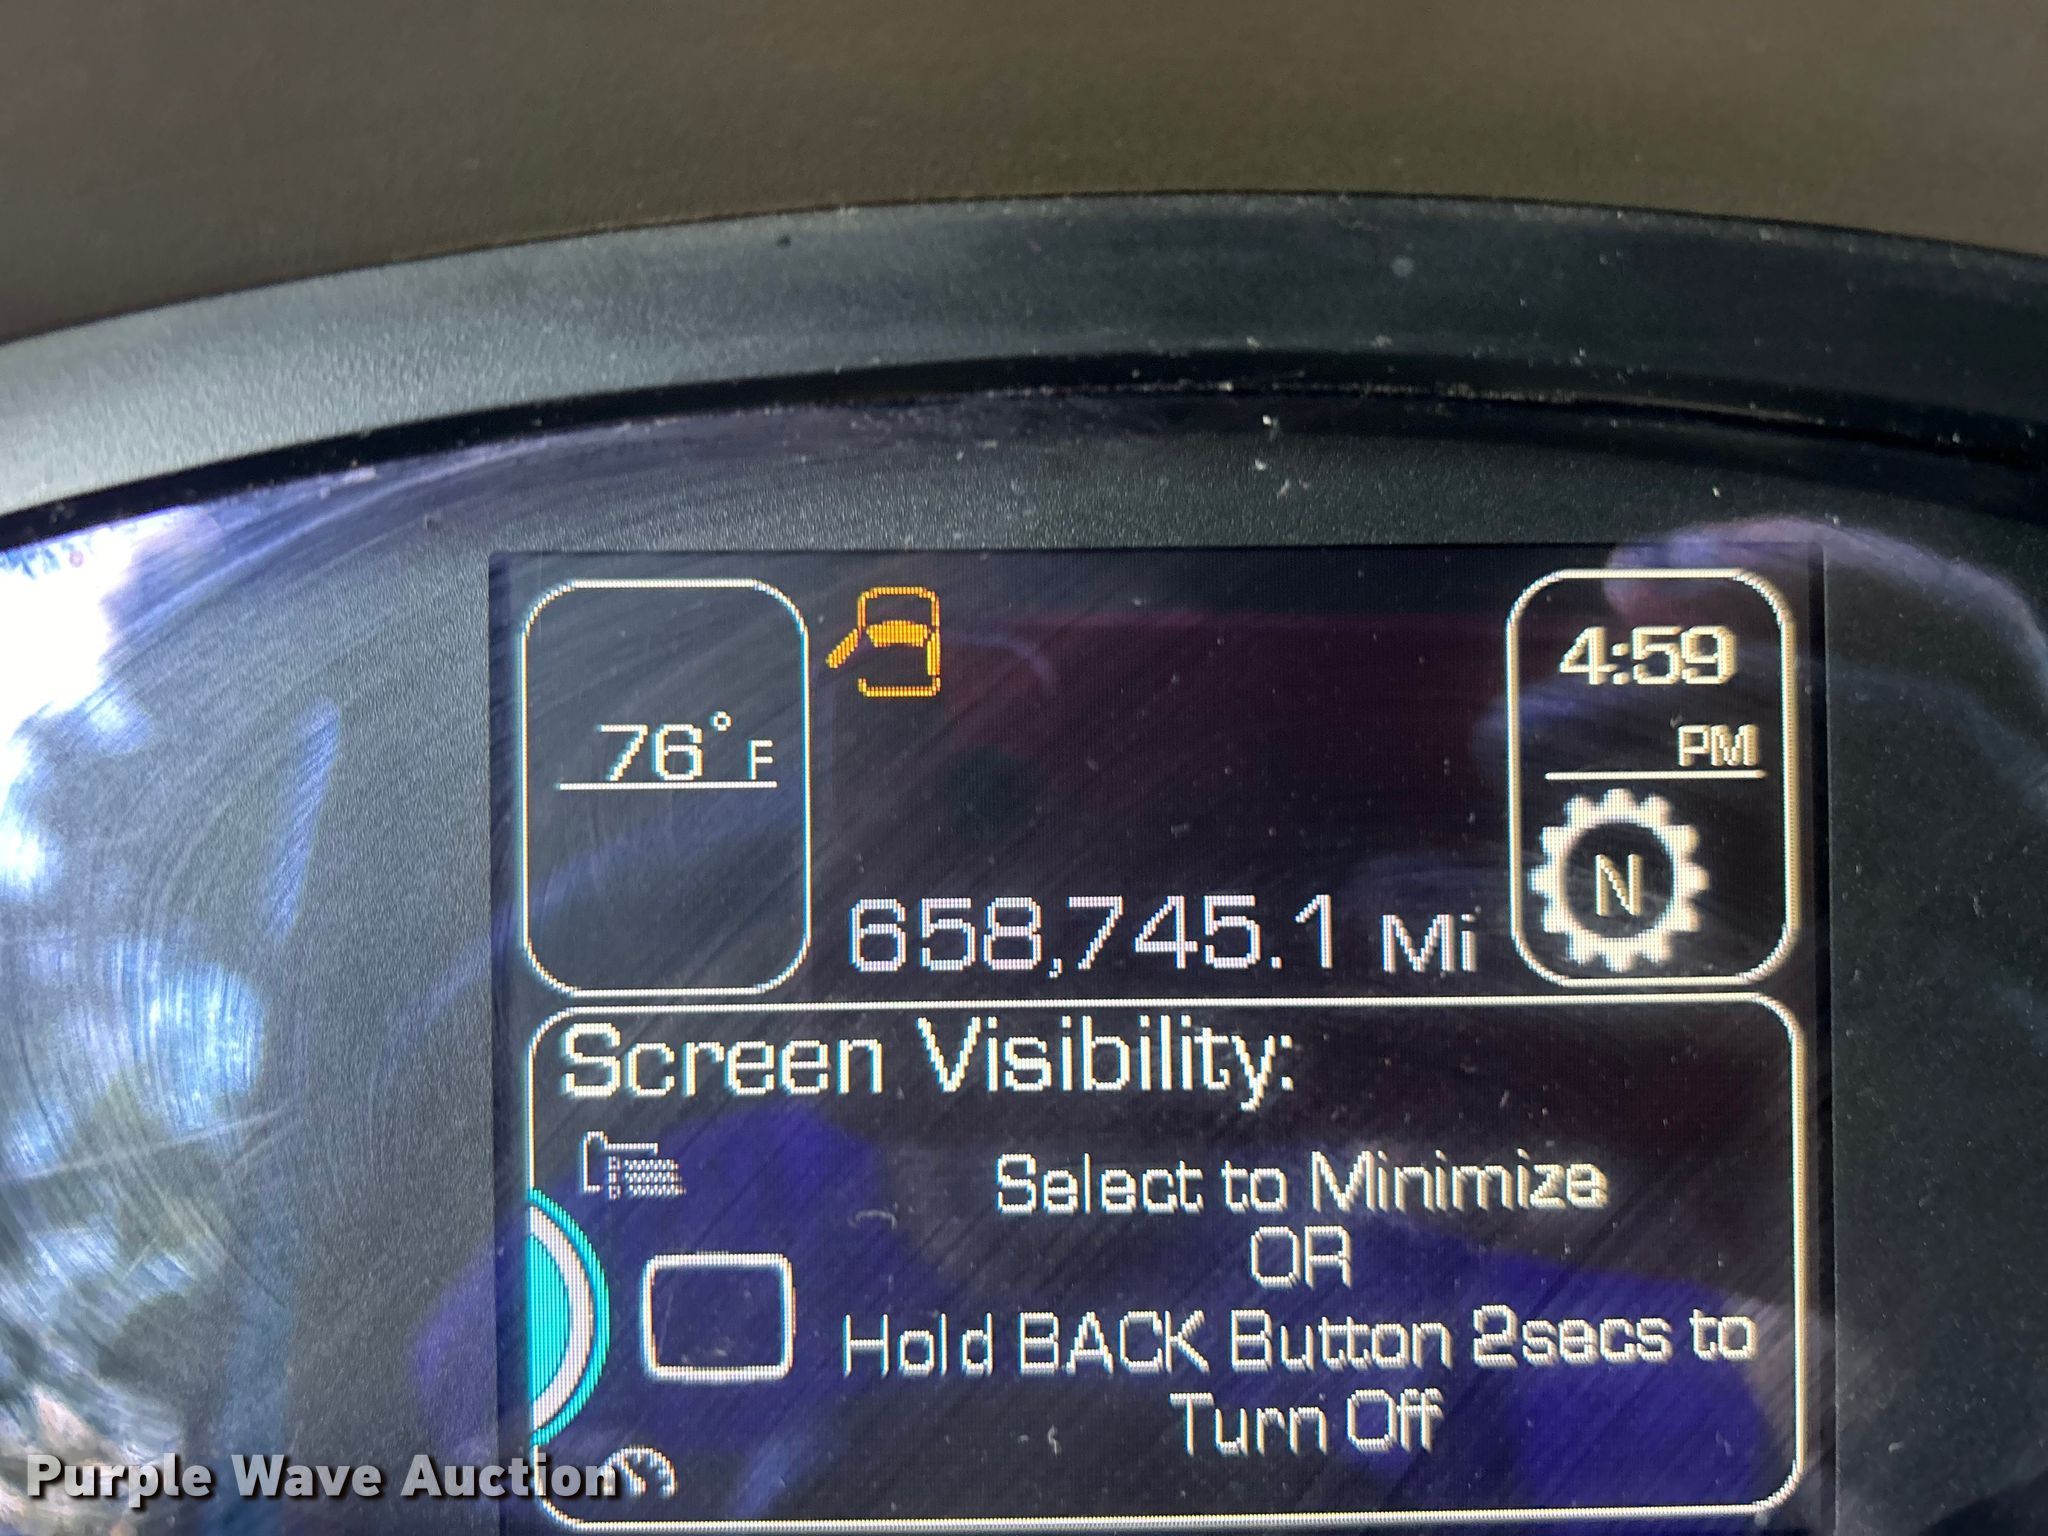 76° F
4:59
PM
N
658,745.1 Mi
Screen Visibility:
Select to Minimize
OR
Hold BACK Button 2secs to
Turn Off
Purple Wave Auction